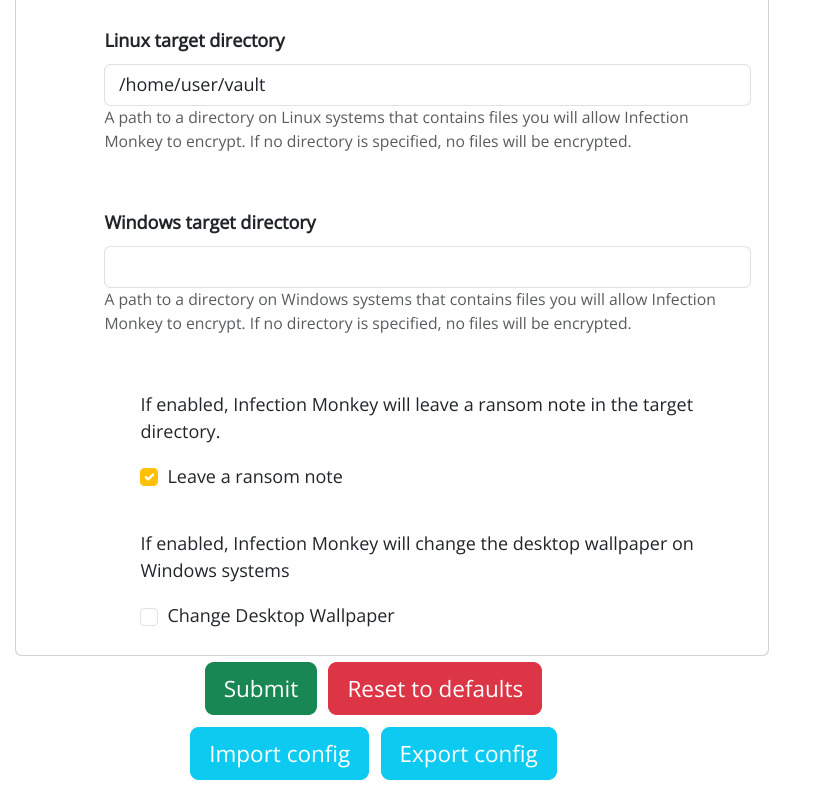 Linux target directory
/home/user/vault
A path to a directory on Linux systems that contains files you will allow Infection
Monkey to encrypt. If no directory is specified, no files will be encrypted.
Windows target directory
A path to a directory on Windows systems that contains files you will allow Infection
Monkey to encrypt. If no directory is specified, no files will be encrypted.
If enabled, Infection Monkey will leave a ransom note in the target
directory.
Leave a ransom note
If enabled, Infection Monkey will change the desktop wallpaper on
Windows systems
Change Desktop Wallpaper
Submit Reset to defaults
Import config Export config